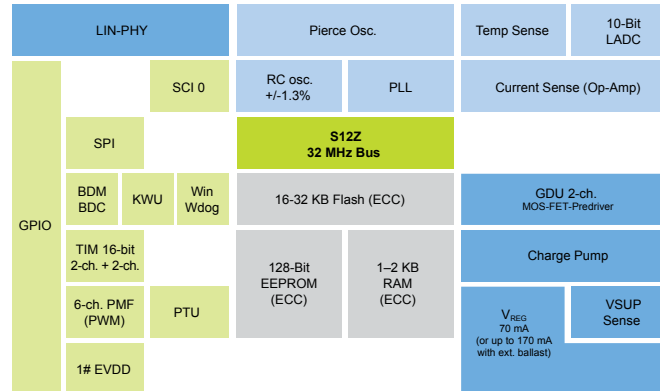 LIN-PHY
Pierce Osc.
Temp Sense
10-Bit
LADC
GPIO
SCI 0
RC osc.
+/-1.3%
PLL
Current Sense (Op-Amp)
SPI
S12Z
32 MHz Bus
BDM
BDC
KWU
Win
Wdog
16-32 KB Flash (ECC)
GDU 2-ch.
MOS-FET-Predriver
TIM 16-bit
2-ch. + 2-ch.
128-Bit
EEPROM
(ECC)
1–2 KB
RAM
(ECC)
Charge Pump
6-ch. PMF
(PWM)
PTU
VREG
70 mA
(or up to 170 mA
with ext. ballast)
VSUP
Sense
1# EVDD